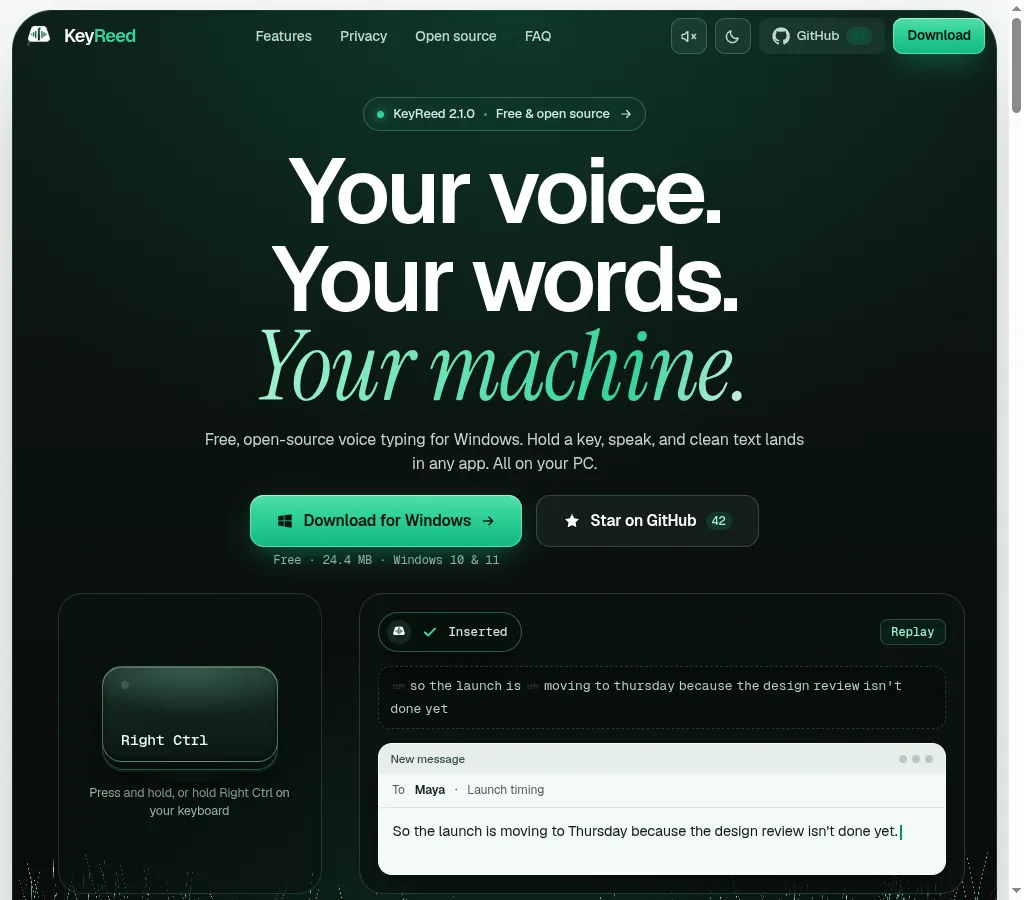 KeyReed
Features
Privacy
Open source
FAQ
GitHub
Download
KeyReed 2.1.0 • Free & open source →
Your voice.
Your words.
Your machine.
Free, open-source voice typing for Windows. Hold a key, speak, and clean text lands
in any app. All on your PC.
Download for Windows →
Star on GitHub 42
Free · 24.4 MB · Windows 10 & 11
Right Ctrl
Press and hold, or hold Right Ctrl on
your keyboard
Inserted
Replay
um so the launch is uh moving to thursday because the design review isn't
done yet
New message
To Maya · Launch timing
So the launch is moving to Thursday because the design review isn't done yet.